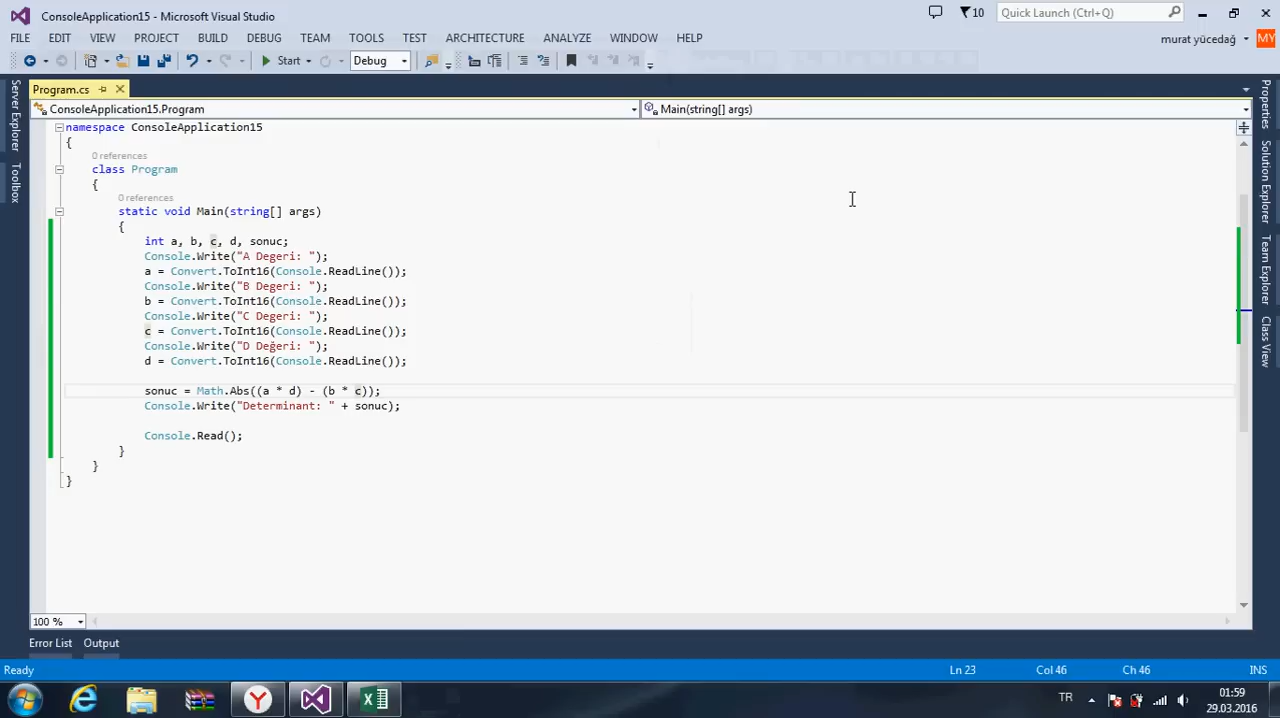 ConsoleApplication15 - Microsoft Visual Studio
10
Quick Launch (Ctrl+Q)
FILE EDIT VIEW PROJECT BUILD DEBUG TEAM TOOLS TEST ARCHITECTURE ANALYZE WINDOW HELP
murat yücedağ MY
Start Debug
Program.cs
ConsoleApplication15.Program
Main(string[] args)
Server Explorer
Toolbox
Properties
Solution Explorer
Team Explorer
Class View
namespace ConsoleApplication15
{
0 references
class Program
{
0 references
static void Main(string[] args)
{
int a, b, c, d, sonuc;
Console.Write("A Degeri: ");
a = Convert.ToInt16(Console.ReadLine());
Console.Write("B Degeri: ");
b = Convert.ToInt16(Console.ReadLine());
Console.Write("C Degeri: ");
c = Convert.ToInt16(Console.ReadLine());
Console.Write("D Değeri: ");
d = Convert.ToInt16(Console.ReadLine());
sonuc = Math.Abs((a * d) - (b * c));
Console.Write("Determinant: " + sonuc);
Console.Read();
}
}
}
100 %
Error List Output
Ready
Ln 23 Col 46 Ch 46 INS
TR
01:59
29.03.2016